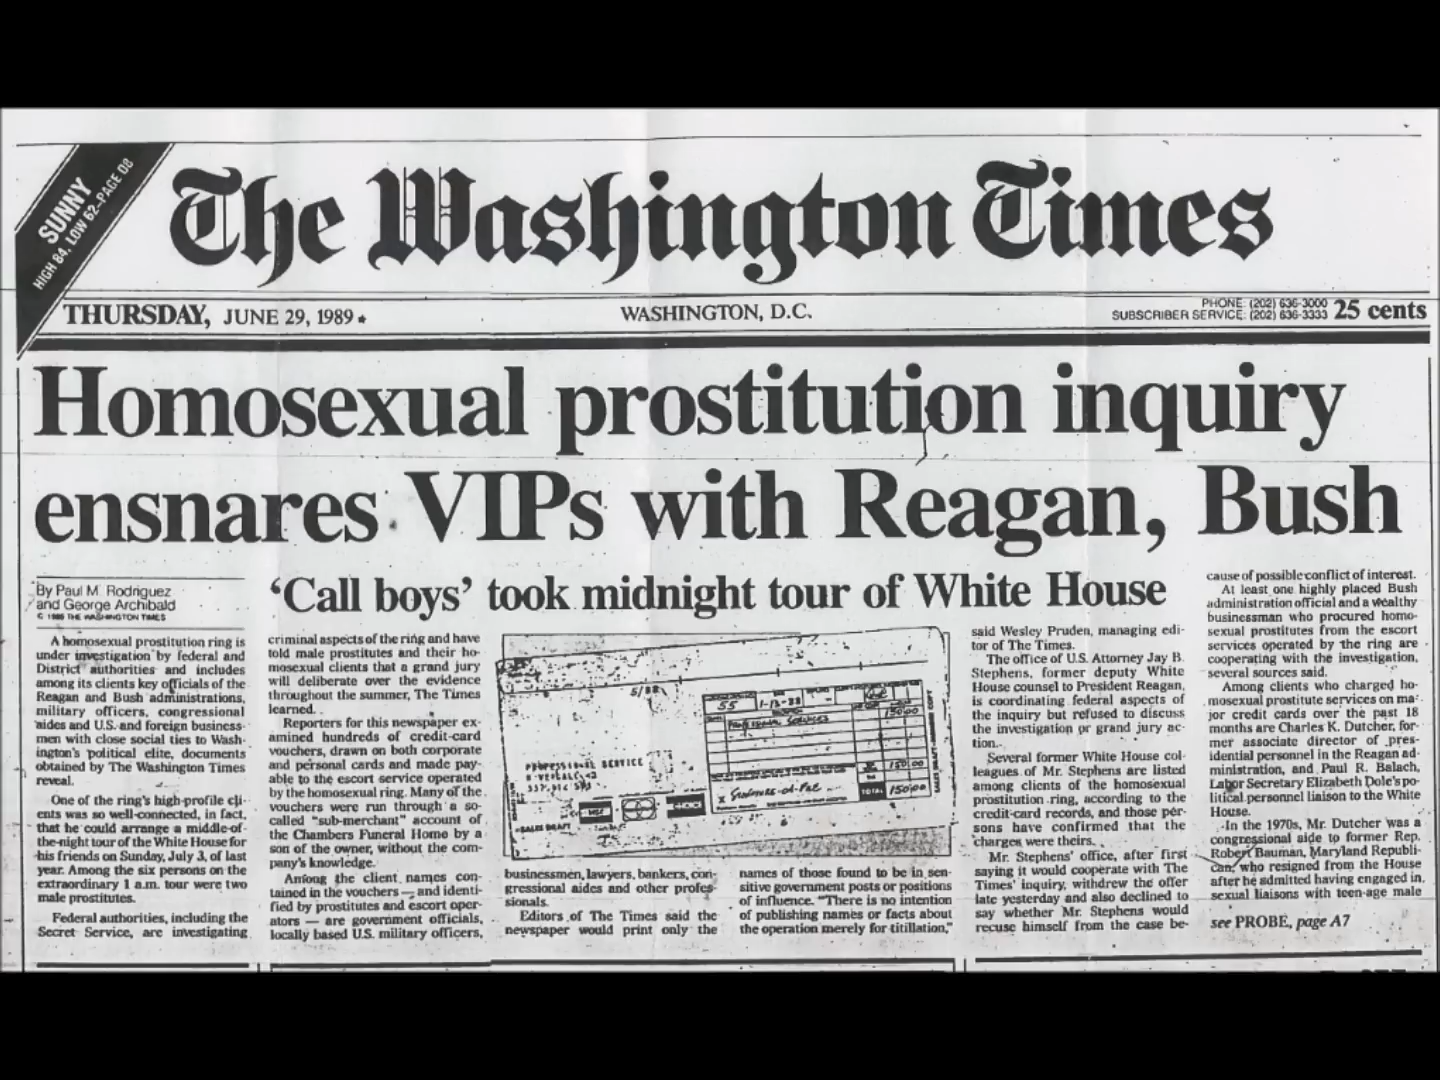 SUNNY
HIGH 84, LOW 62–PAGE D8
The Washington Times
THURSDAY, JUNE 29, 1989 ★
WASHINGTON, D.C.
PHONE: (202) 636-3000
SUBSCRIBER SERVICE: (202) 636-3333
25 cents
Homosexual prostitution inquiry
ensnares VIPs with Reagan, Bush
'Call boys' took midnight tour of White House
By Paul M. Rodriguez
and George Archibald
© 1989 THE WASHINGTON TIMES
A homosexual prostitution ring is
under investigation by federal and
District authorities and includes
among its clients key officials of the
Reagan and Bush administrations,
military officers, congressional
aides and U.S. and foreign business-
men with close social ties to Wash-
ington's political elite, documents
obtained by The Washington Times
reveal.
One of the ring's high-profile cli-
ents was so well-connected, in fact,
that he could arrange a middle-of-
the-night tour of the White House for
his friends on Sunday, July 3, of last
year. Among the six persons on the
extraordinary 1 a.m. tour were two
male prostitutes.
Federal authorities, including the
Secret Service, are investigating
criminal aspects of the ring and have
told male prostitutes and their ho-
mosexual clients that a grand jury
will deliberate over the evidence
throughout the summer, The Times
learned.
Reporters for this newspaper ex-
amined hundreds of credit-card
vouchers, drawn on both corporate
and personal cards and made pay-
able to the escort service operated
by the homosexual ring. Many of the
vouchers were run through a so-
called "sub-merchant" account of
the Chambers Funeral Home by a
son of the owner, without the com-
pany's knowledge.
Among the client names con-
tained in the vouchers — and identi-
fied by prostitutes and escort oper-
ators — are government officials,
locally based U.S. military officers,
5/88
55
Professional Services
150 00
PROFESSIONAL SERVICE
SALES DRAFT
150 00
TOTAL 150 00
businessmen, lawyers, bankers, con-
gressional aides and other profes-
sionals.
Editors of The Times said the
newspaper would print only the
names of those found to be in sen-
sitive government posts or positions
of influence. "There is no intention
of publishing names or facts about
the operation merely for titillation,"
said Wesley Pruden, managing edi-
tor of The Times.
The office of U.S. Attorney Jay B.
Stephens, former deputy White
House counsel to President Reagan,
is coordinating federal aspects of
the inquiry but refused to discuss
the investigation or grand jury ac-
tion.
Several former White House col-
leagues of Mr. Stephens are listed
among clients of the homosexual
prostitution ring, according to the
credit-card records, and those per-
sons have confirmed that the
charges were theirs.
Mr. Stephens' office, after first
saying it would cooperate with The
Times' inquiry, withdrew the offer
late yesterday and also declined to
say whether Mr. Stephens would
recuse himself from the case be-
cause of possible conflict of interest.
At least one highly placed Bush
administration official and a wealthy
businessman who procured homo-
sexual prostitutes from the escort
services operated by the ring are
cooperating with the investigation,
several sources said.
Among clients who charged ho-
mosexual prostitute services on ma-
jor credit cards over the past 18
months are Charles K. Dutcher, for-
mer associate director of pres-
idential personnel in the Reagan ad-
ministration, and Paul R. Balach,
Labor Secretary Elizabeth Dole's po-
litical personnel liaison to the White
House.
In the 1970s, Mr. Dutcher was a
congressional aide to former Rep.
Robert Bauman, Maryland Republi-
can, who resigned from the House
after he admitted having engaged in
sexual liaisons with teen-age male
see PROBE, page A7